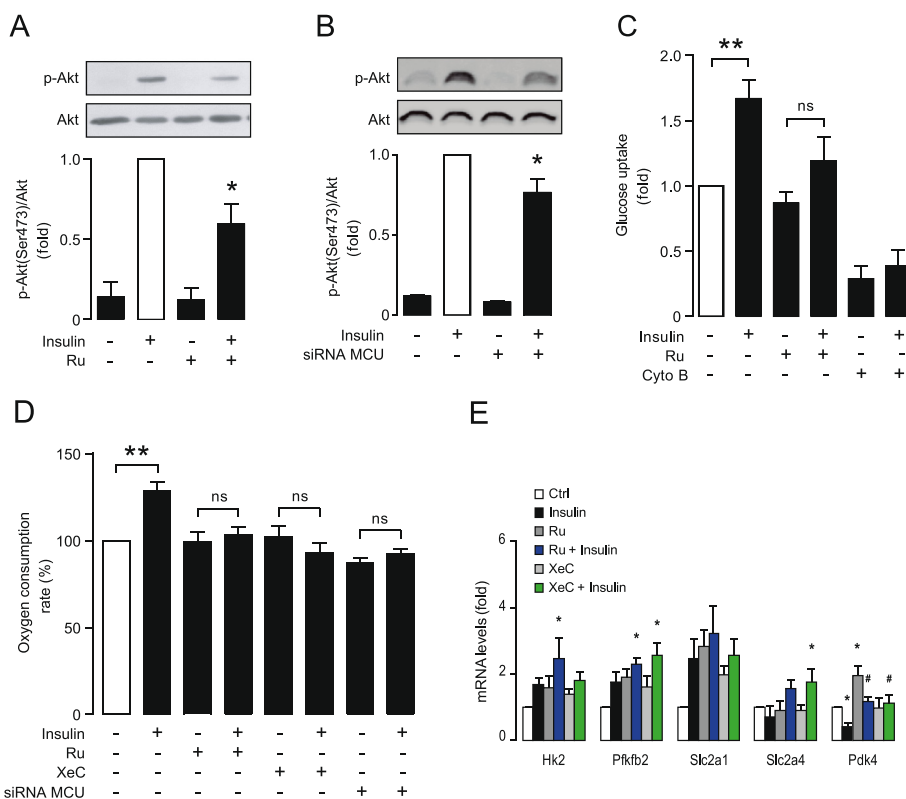 A
p-Akt
Akt
p-Akt(Ser473)/Akt
(fold)
1.0
0.5
0
*
Insulin - + - +
Ru - - + +
B
p-Akt
Akt
p-Akt(Ser473)/Akt
(fold)
1.0
0.5
0
*
Insulin - + - +
siRNA MCU - - + +
C
Glucose uptake
(fold)
2.0
1.5
1.0
0.5
0
**
ns
Insulin - + - + - +
Ru - - + + - -
Cyto B - - - - + +
D
Oxygen consumption
rate (%)
150
100
50
0
**
ns
ns
ns
Insulin - + - + - + - +
Ru - - + + - - - -
XeC - - - - + + - -
siRNA MCU - - - - - - + +
E
Ctrl
Insulin
Ru
Ru + Insulin
XeC
XeC + Insulin
mRNA levels (fold)
6
4
2
0
*
* *
*
* * # #
Hk2 Pfkfb2 Slc2a1 Slc2a4 Pdk4